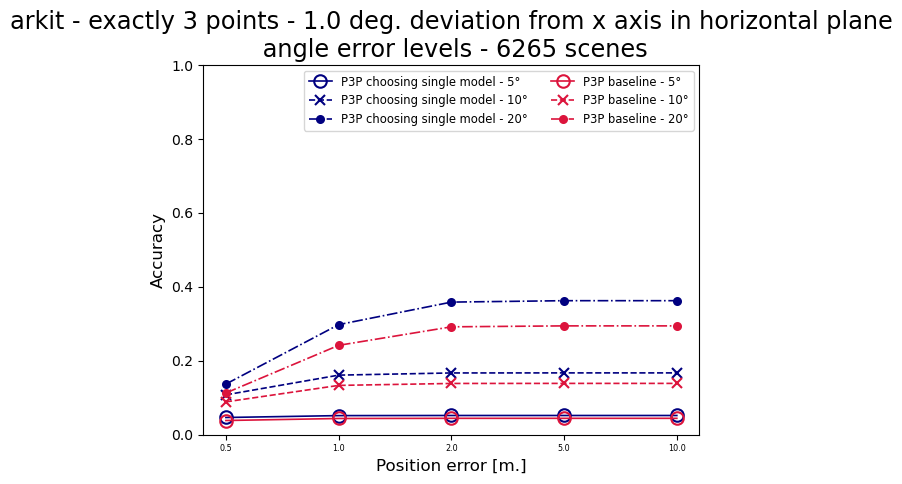 arkit - exactly 3 points - 1.0 deg. deviation from x axis in horizontal plane
angle error levels - 6265 scenes
P3P choosing single model - 5°
P3P choosing single model - 10°
P3P choosing single model - 20°
P3P baseline - 5°
P3P baseline - 10°
P3P baseline - 20°
Accuracy
1.0
0.8
0.6
0.4
0.2
0.0
0.5
1.0
2.0
5.0
10.0
Position error [m.]